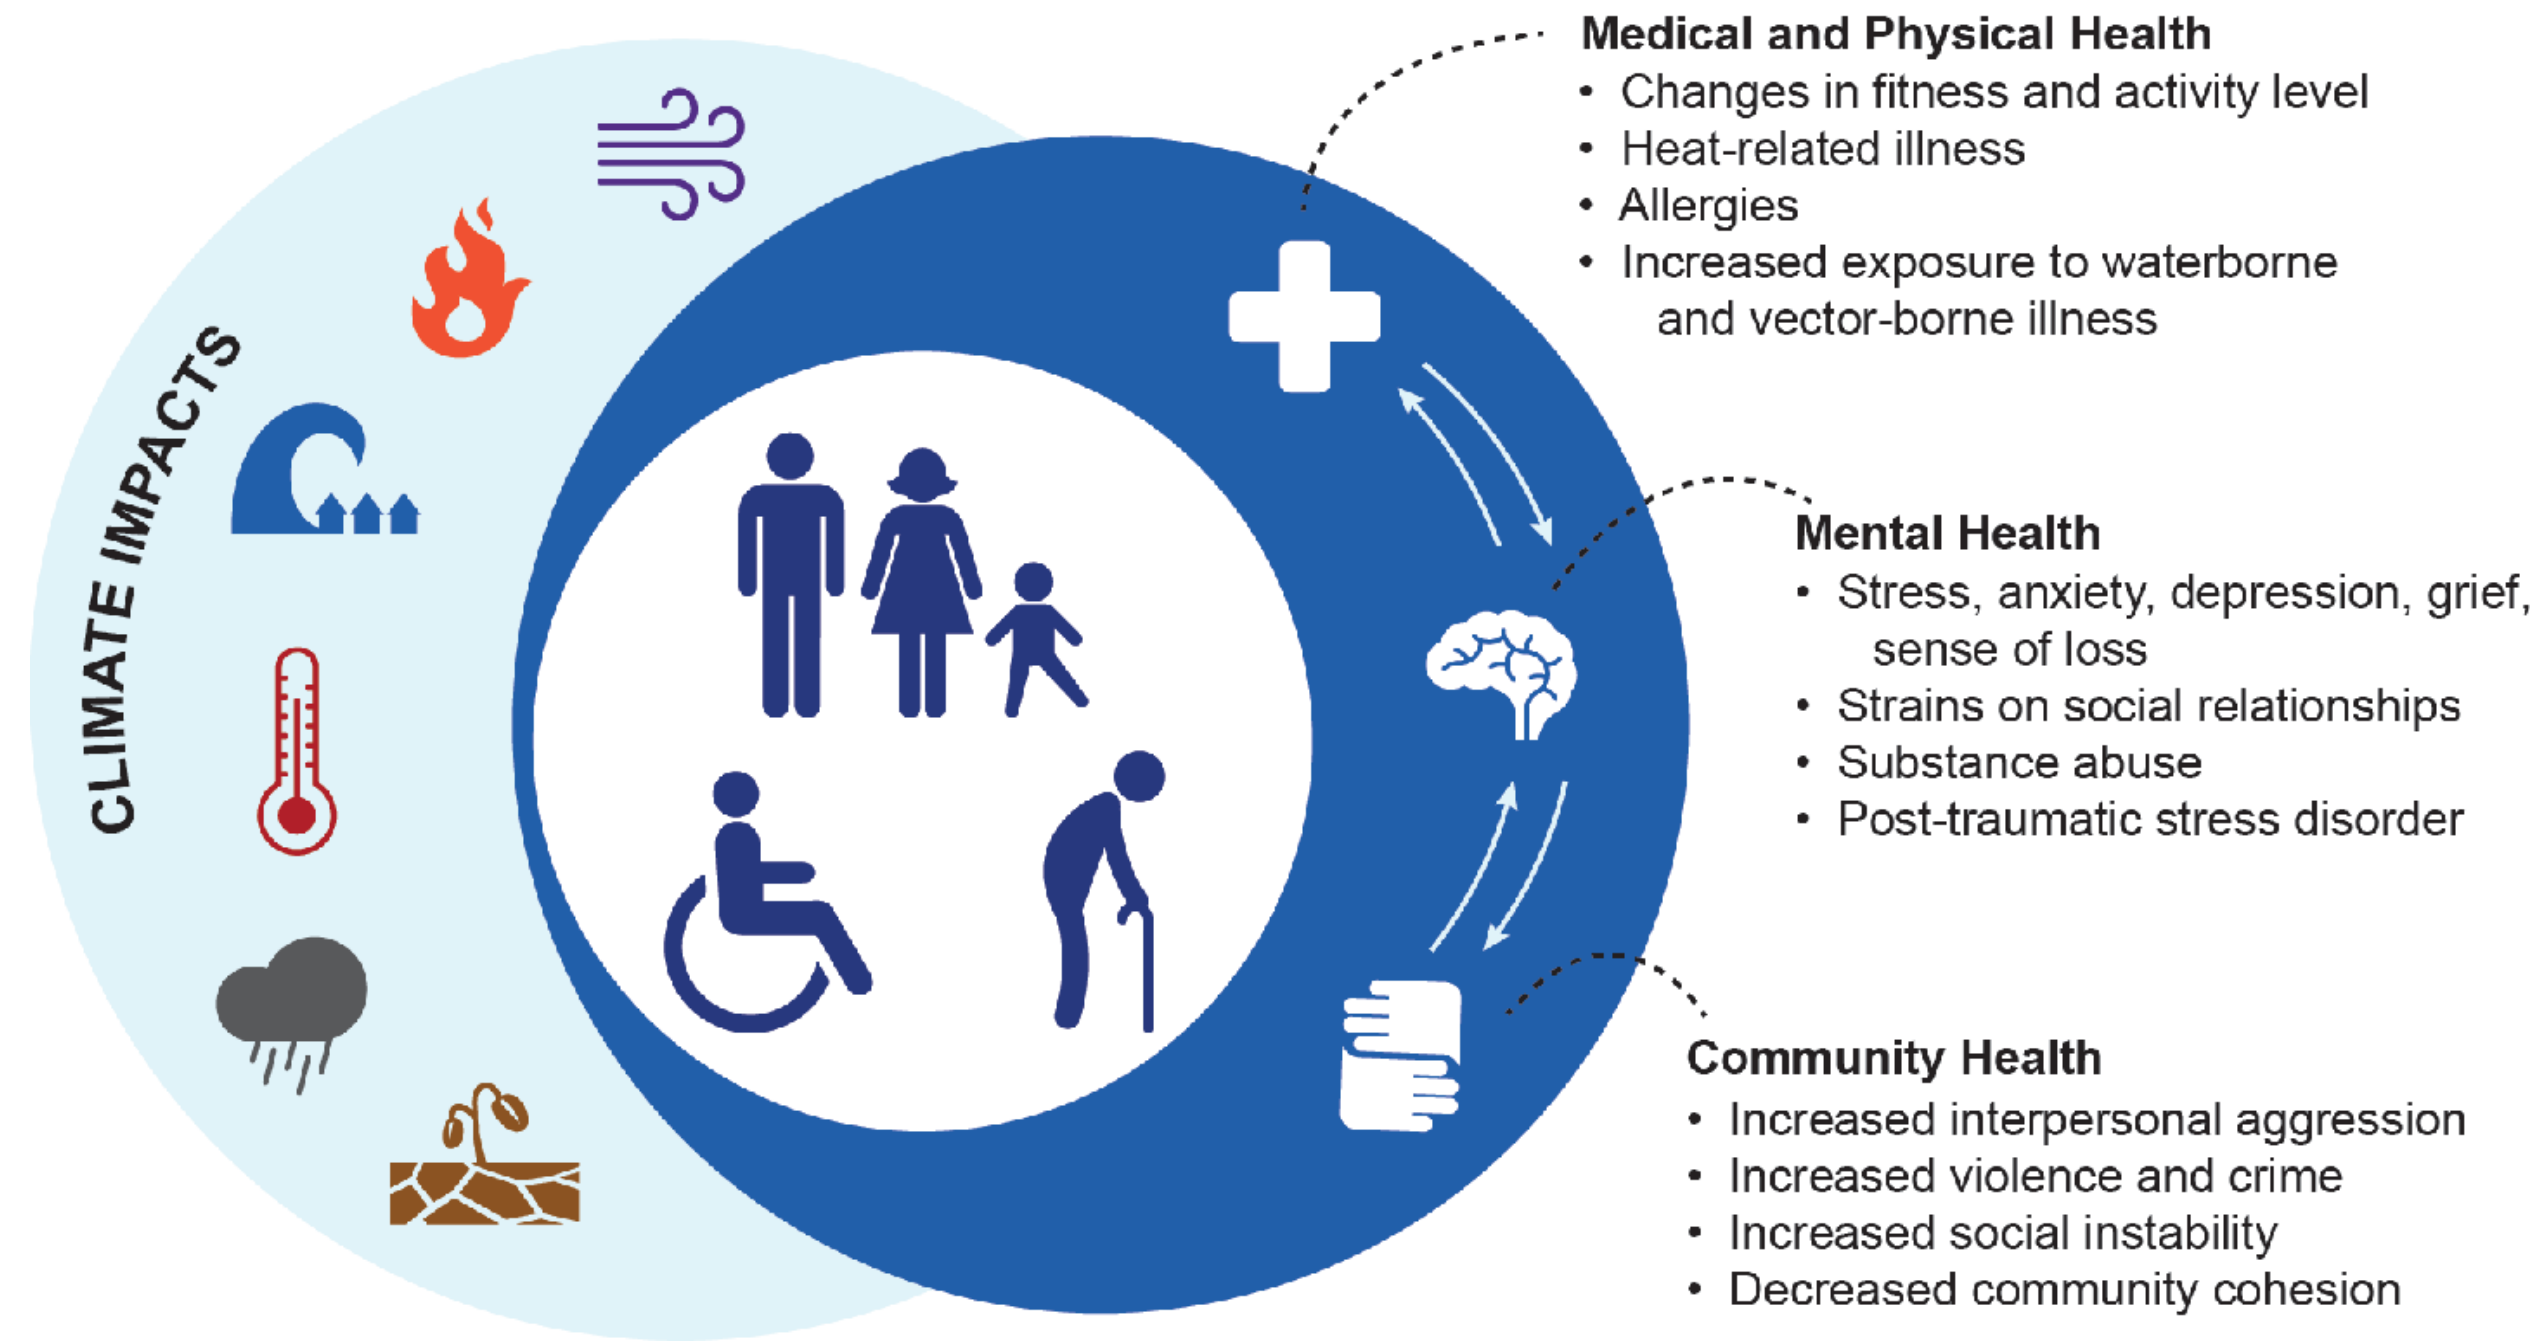 CLIMATE IMPACTS
Medical and Physical Health
• Changes in fitness and activity level
• Heat-related illness
• Allergies
• Increased exposure to waterborne
and vector-borne illness
Mental Health
• Stress, anxiety, depression, grief,
sense of loss
• Strains on social relationships
• Substance abuse
• Post-traumatic stress disorder
Community Health
• Increased interpersonal aggression
• Increased violence and crime
• Increased social instability
• Decreased community cohesion